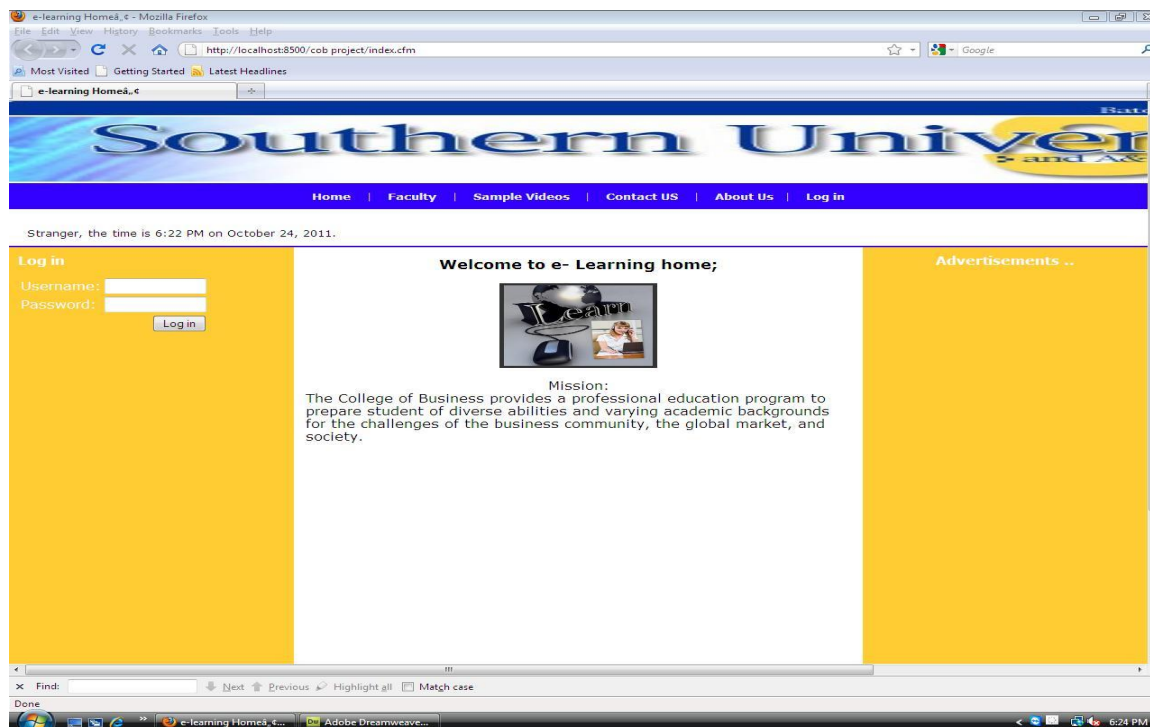 e-learning Homeâ„¢ - Mozilla Firefox
File Edit View History Bookmarks Tools Help
http://localhost:8500/cob project/index.cfm
Google
Most Visited Getting Started Latest Headlines
e-learning Homeâ„¢
Southern Univer
and A&
Home | Faculty | Sample Videos | Contact US | About Us | Log in
Stranger, the time is 6:22 PM on October 24, 2011.
Log in
Username:
Password:
Log in
Welcome to e- Learning home;
Learn
Mission:
The College of Business provides a professional education program to
prepare student of diverse abilities and varying academic backgrounds
for the challenges of the business community, the global market, and
society.
Advertisements ..
Find: Next Previous Highlight all Match case
Done
e-learning Homeâ„¢... Dw Adobe Dreamweave... 6:24 PM